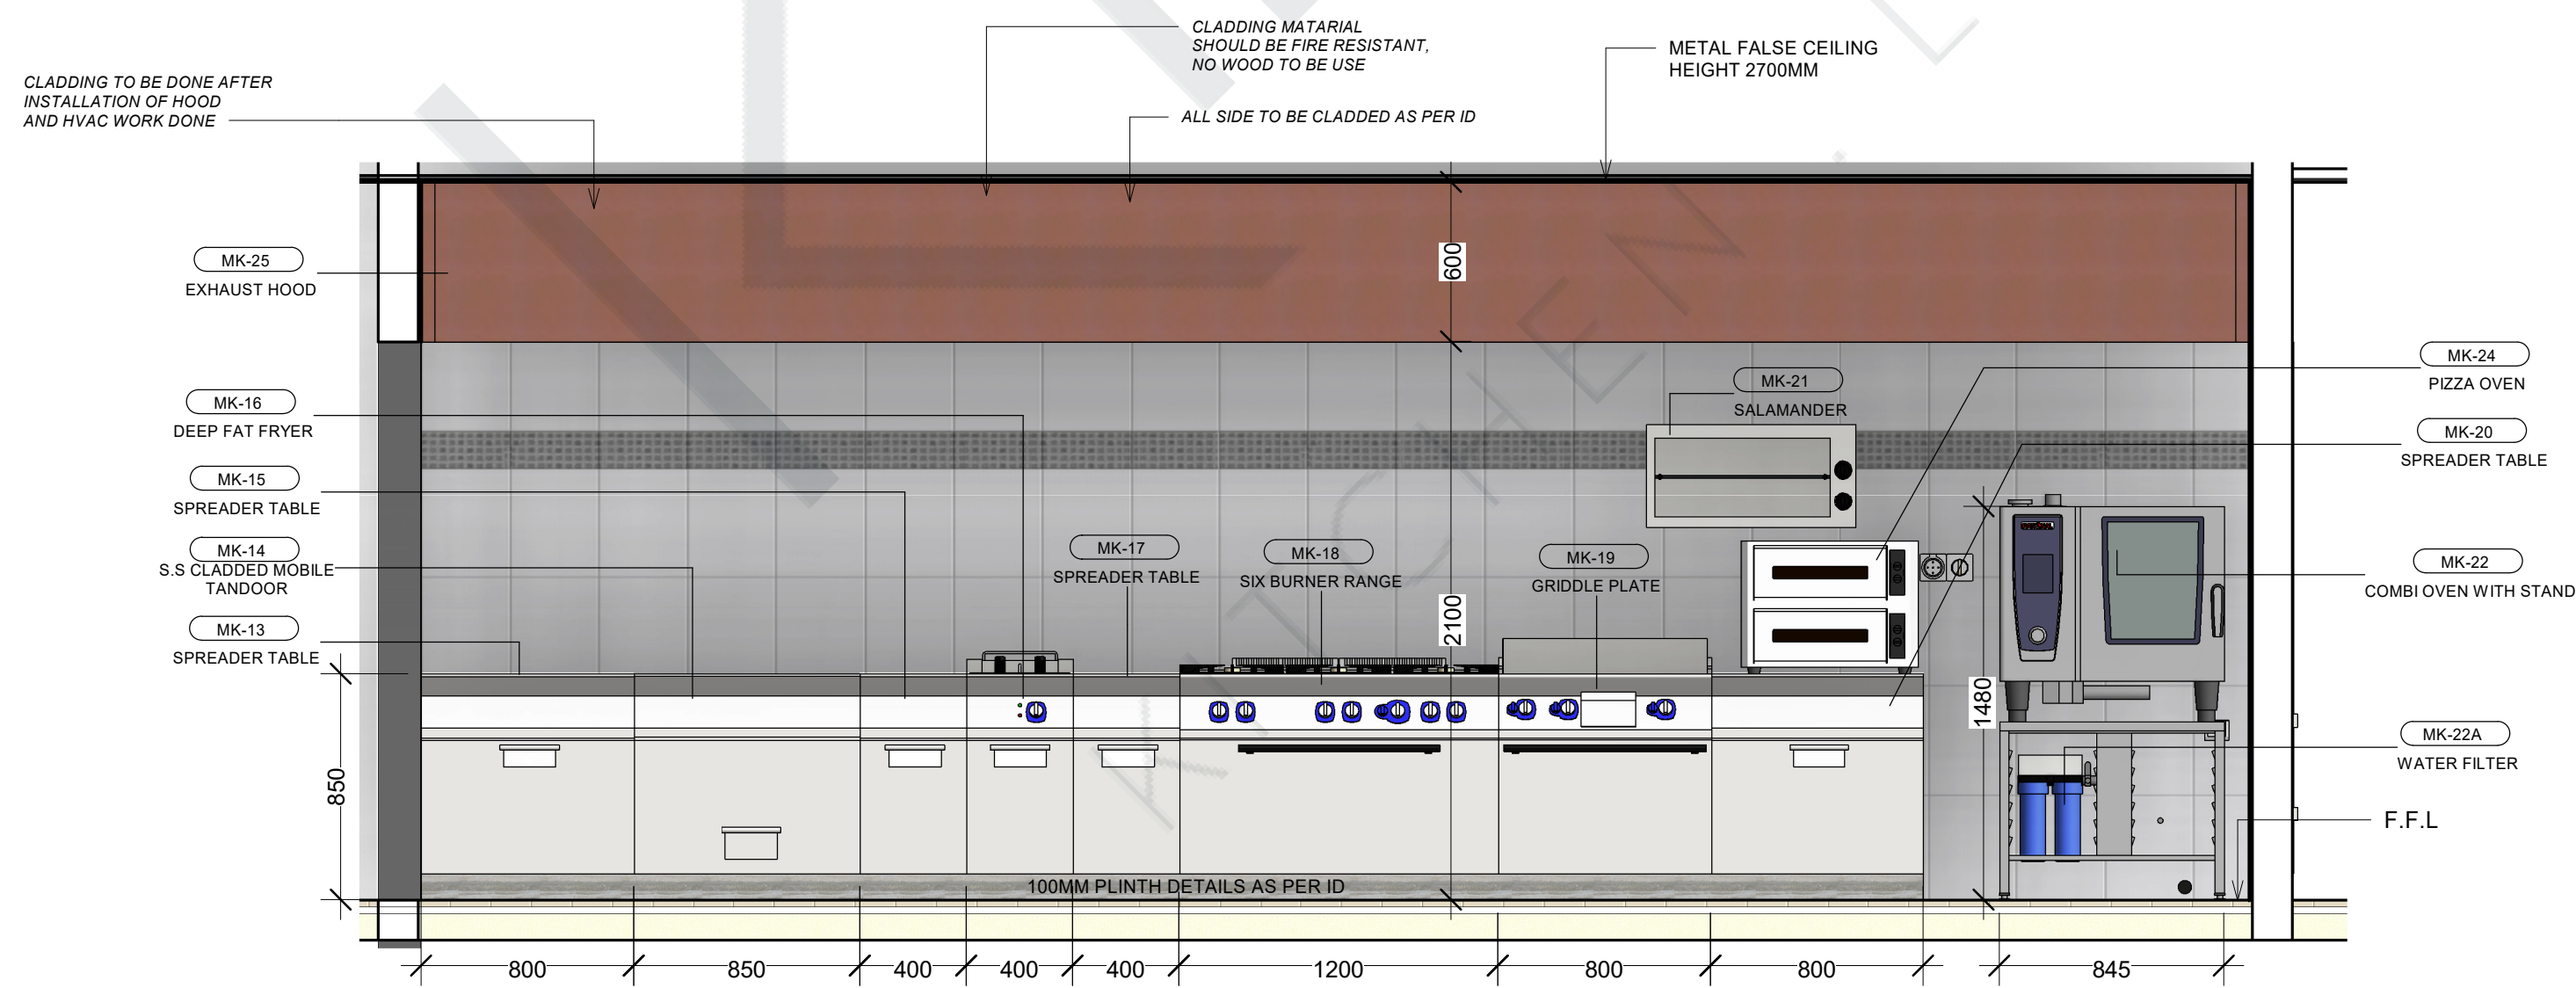 CLADDING MATARIAL
SHOULD BE FIRE RESISTANT,
NO WOOD TO BE USE
METAL FALSE CEILING
HEIGHT 2700MM
CLADDING TO BE DONE AFTER
INSTALLATION OF HOOD
AND HVAC WORK DONE
ALL SIDE TO BE CLADDED AS PER ID
MK-25
EXHAUST HOOD
600
MK-24
PIZZA OVEN
MK-21
SALAMANDER
MK-16
DEEP FAT FRYER
MK-20
SPREADER TABLE
MK-15
SPREADER TABLE
MK-14
S.S CLADDED MOBILE
TANDOOR
MK-17
SPREADER TABLE
MK-18
SIX BURNER RANGE
MK-19
GRIDDLE PLATE
MK-22
COMBI OVEN WITH STAND
2100
MK-13
SPREADER TABLE
1480
MK-22A
WATER FILTER
850
F.F.L
100MM PLINTH DETAILS AS PER ID
800 850 400 400 400 1200 800 800 845
KITCHEN